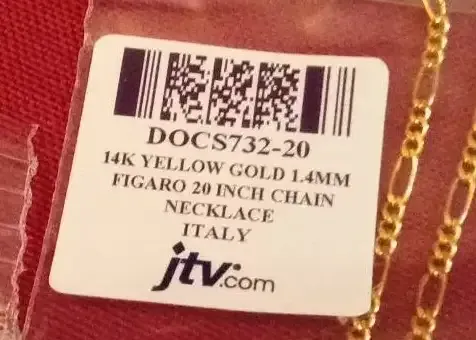 DOCS732-20
14K YELLOW GOLD 1.4MM
FIGARO 20 INCH CHAIN
NECKLACE
ITALY
jtv.com